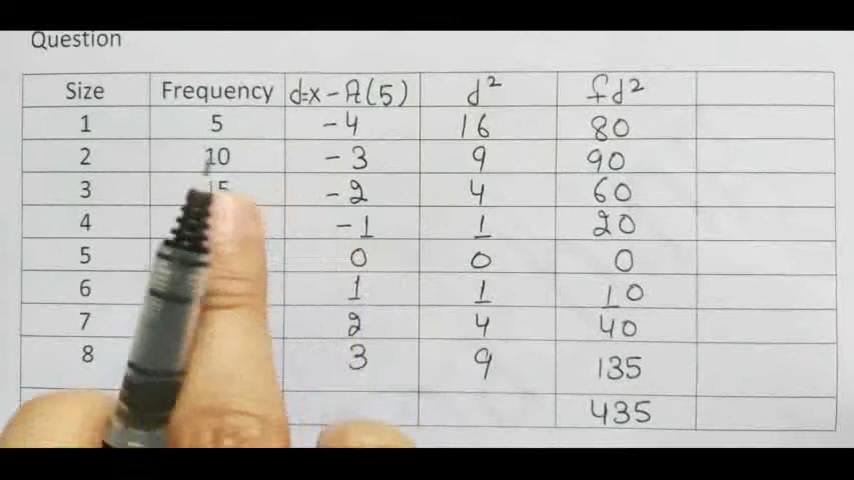 Question
Size Frequency d=x-A(5) d² fd²
1 5 -4 16 80
2 10 -3 9 90
3 15 -2 4 60
4 -1 1 20
5 0 0 0
6 1 1 10
7 2 4 40
8 3 9 135
435